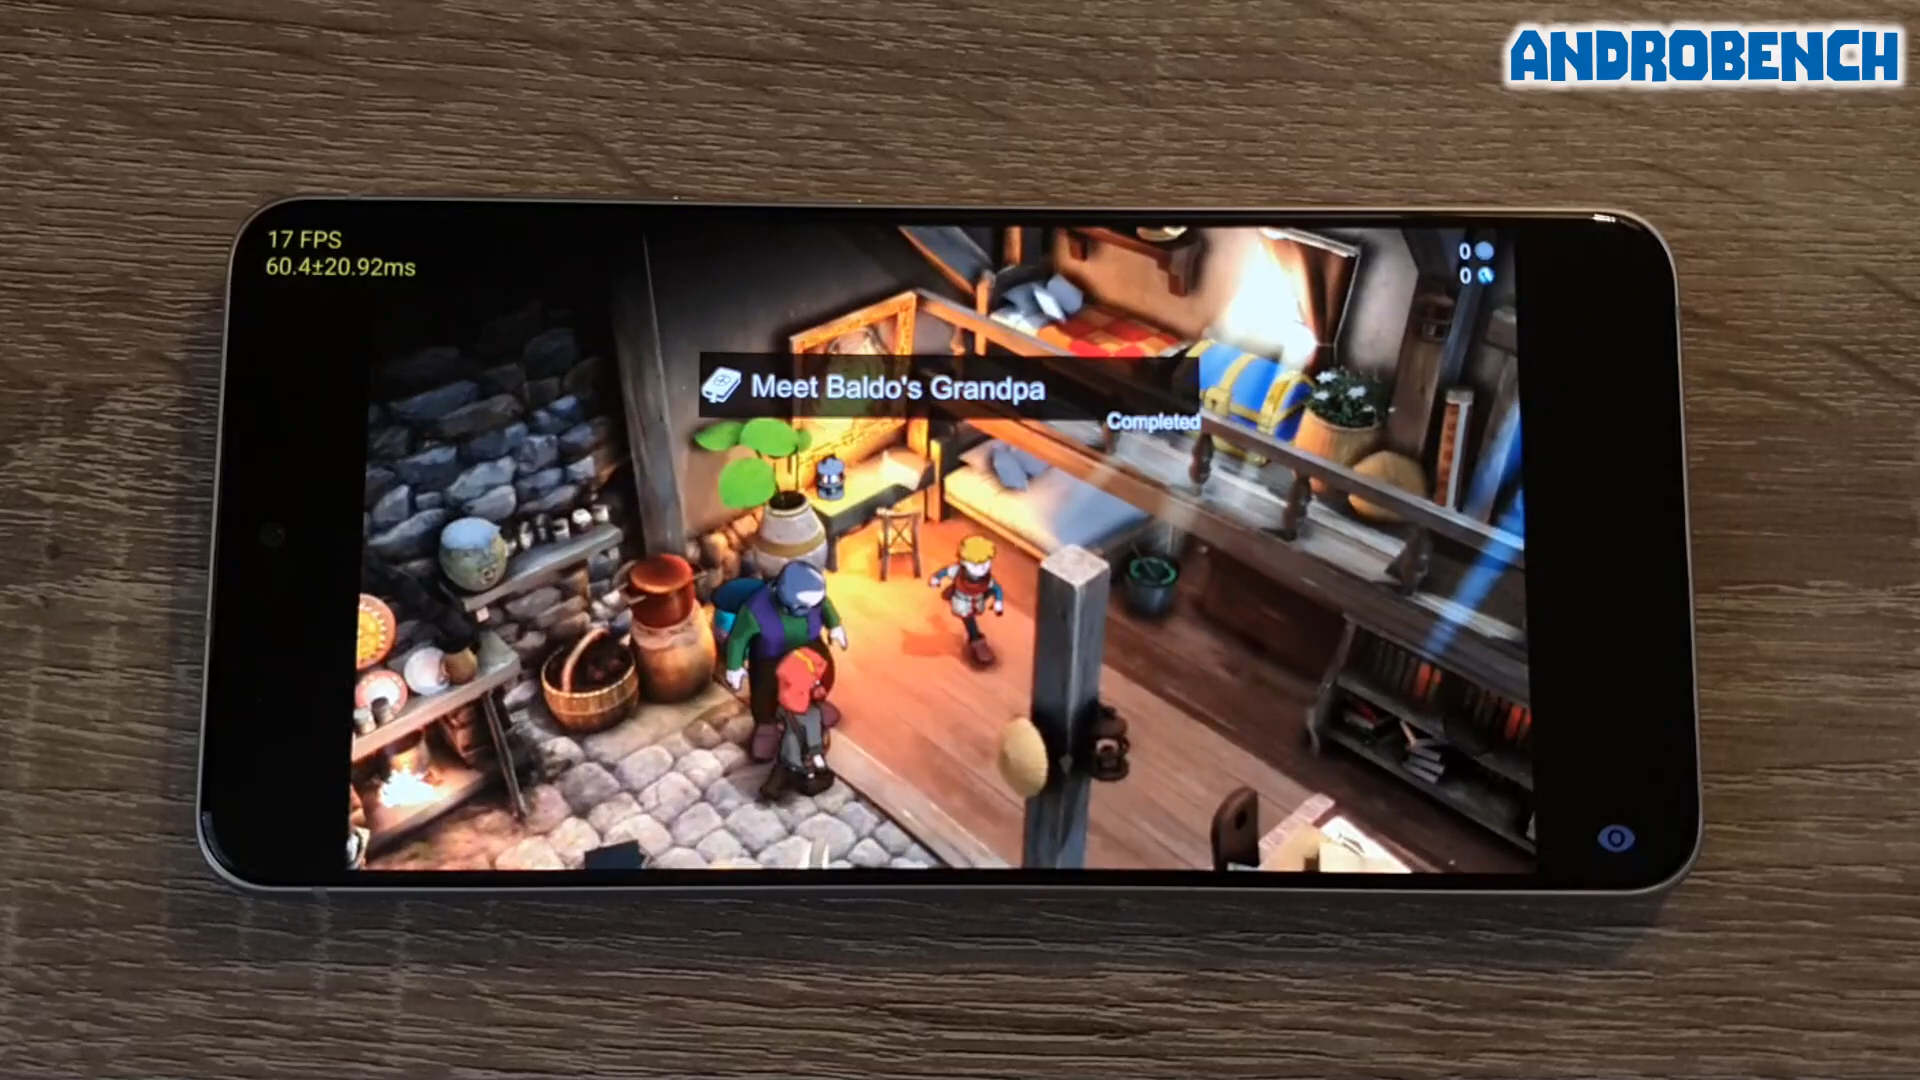 ANDROBENCH
17 FPS
60.4±20.92ms
0
0
Meet Baldo's Grandpa
Completed